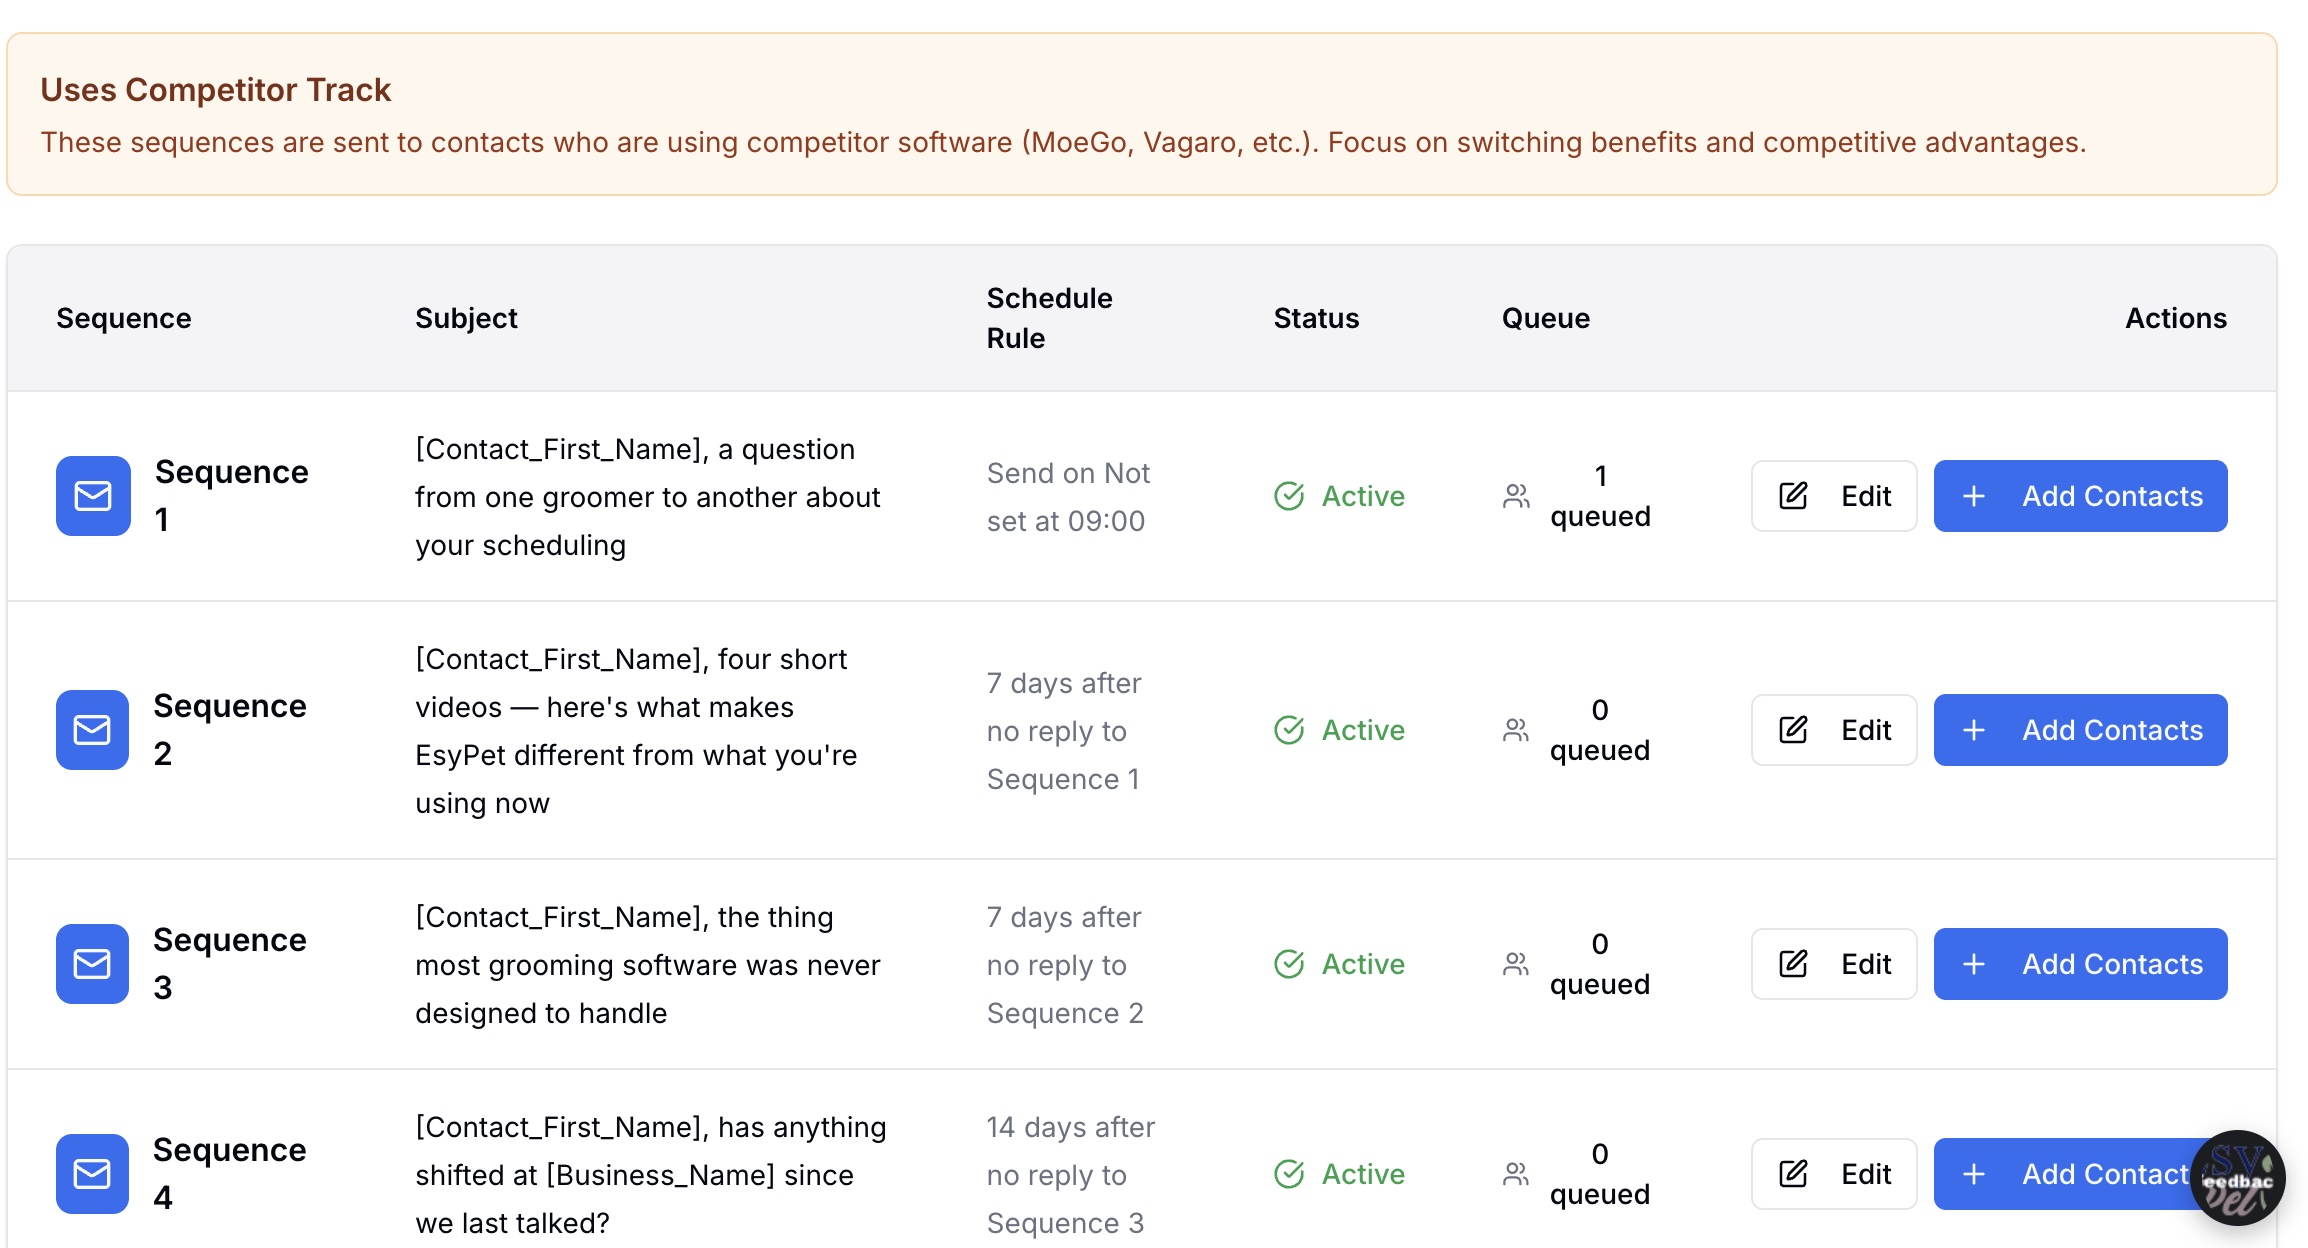 Uses Competitor Track
These sequences are sent to contacts who are using competitor software (MoeGo, Vagaro, etc.). Focus on switching benefits and competitive advantages.
Sequence
Subject
Schedule
Rule
Status
Queue
Actions
Sequence
1
[Contact_First_Name], a question
from one groomer to another about
your scheduling
Send on Not
set at 09:00
Active
1
queued
Edit
Add Contacts
Sequence
2
[Contact_First_Name], four short
videos — here's what makes
EsyPet different from what you're
using now
7 days after
no reply to
Sequence 1
Active
0
queued
Edit
Add Contacts
Sequence
3
[Contact_First_Name], the thing
most grooming software was never
designed to handle
7 days after
no reply to
Sequence 2
Active
0
queued
Edit
Add Contacts
Sequence
4
[Contact_First_Name], has anything
shifted at [Business_Name] since
we last talked?
14 days after
no reply to
Sequence 3
Active
0
queued
Edit
Add Contact